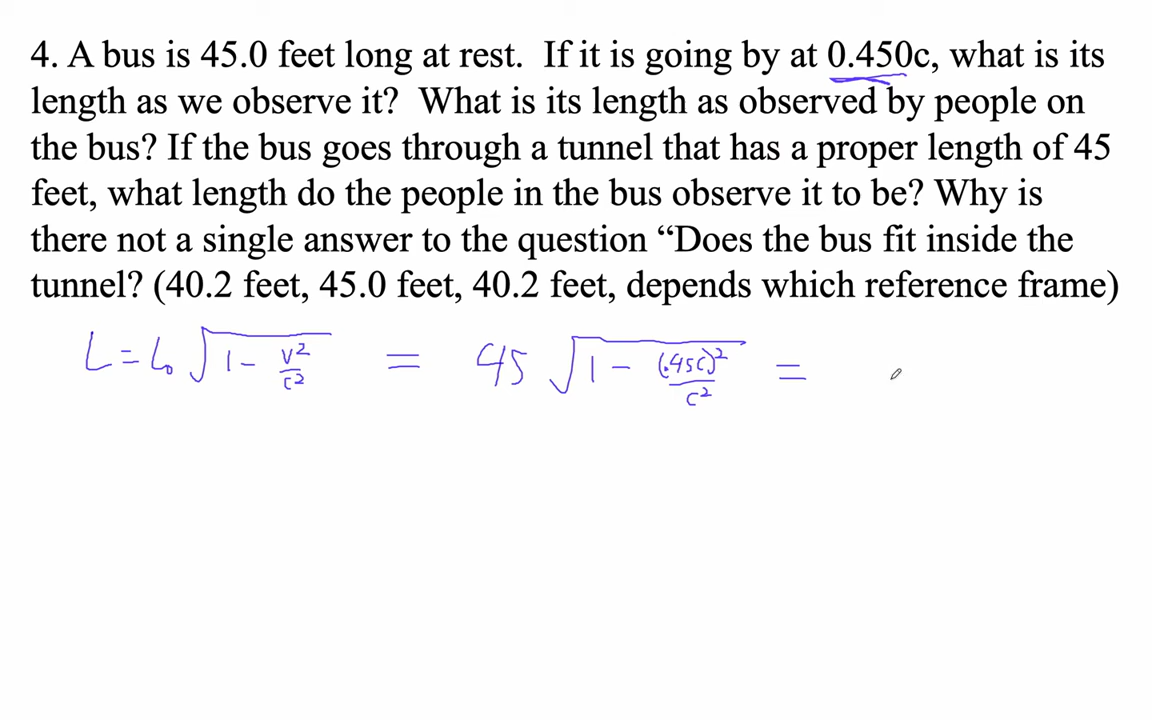 4. A bus is 45.0 feet long at rest. If it is going by at 0.450c, what is its
length as we observe it? What is its length as observed by people on
the bus? If the bus goes through a tunnel that has a proper length of 45
feet, what length do the people in the bus observe it to be? Why is
there not a single answer to the question “Does the bus fit inside the
tunnel? (40.2 feet, 45.0 feet, 40.2 feet, depends which reference frame)
L = L₀ √(1 - v²/c²) = 45 √(1 - (.45c)²/c²) =